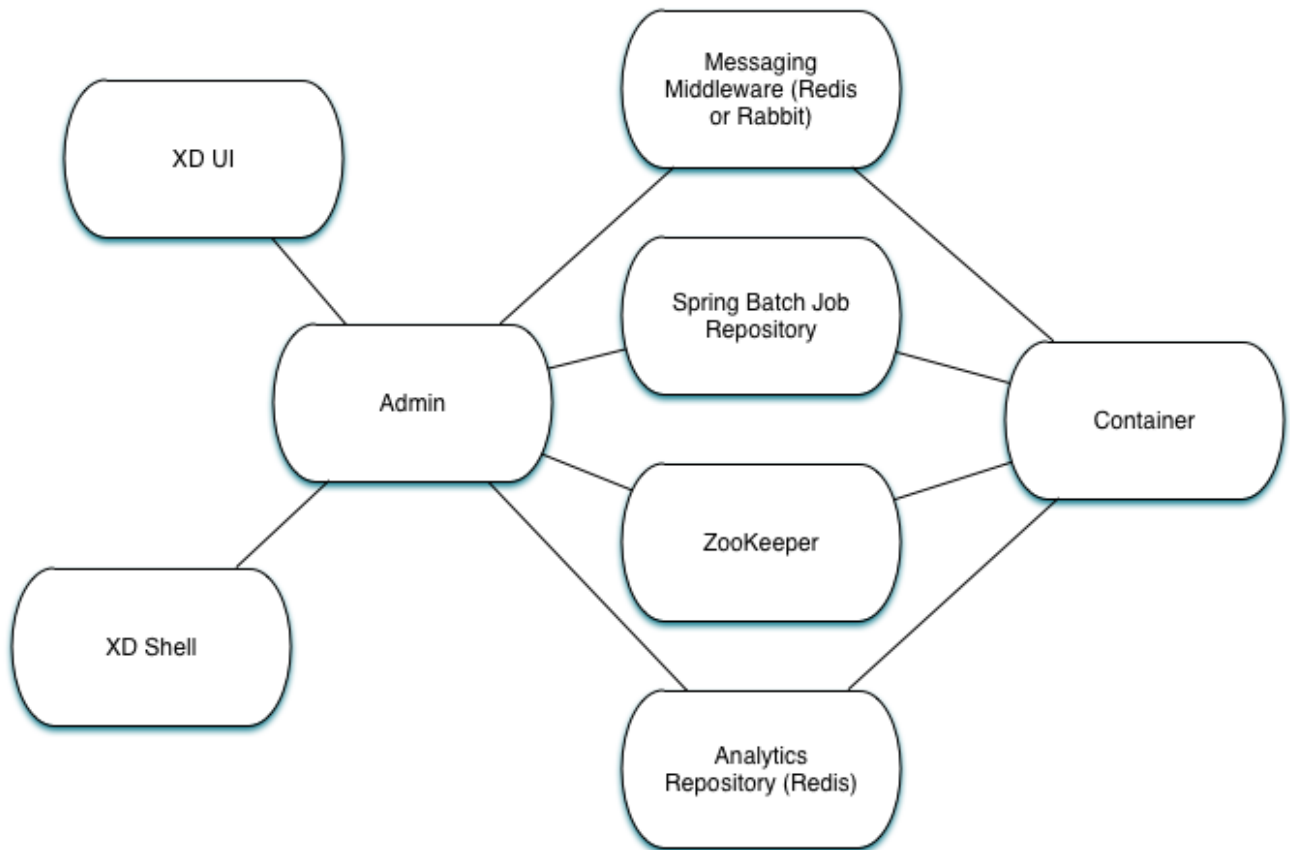 Messaging
Middleware (Redis
or Rabbit)
XD UI
Spring Batch Job
Repository
Admin
Container
ZooKeeper
XD Shell
Analytics
Repository (Redis)